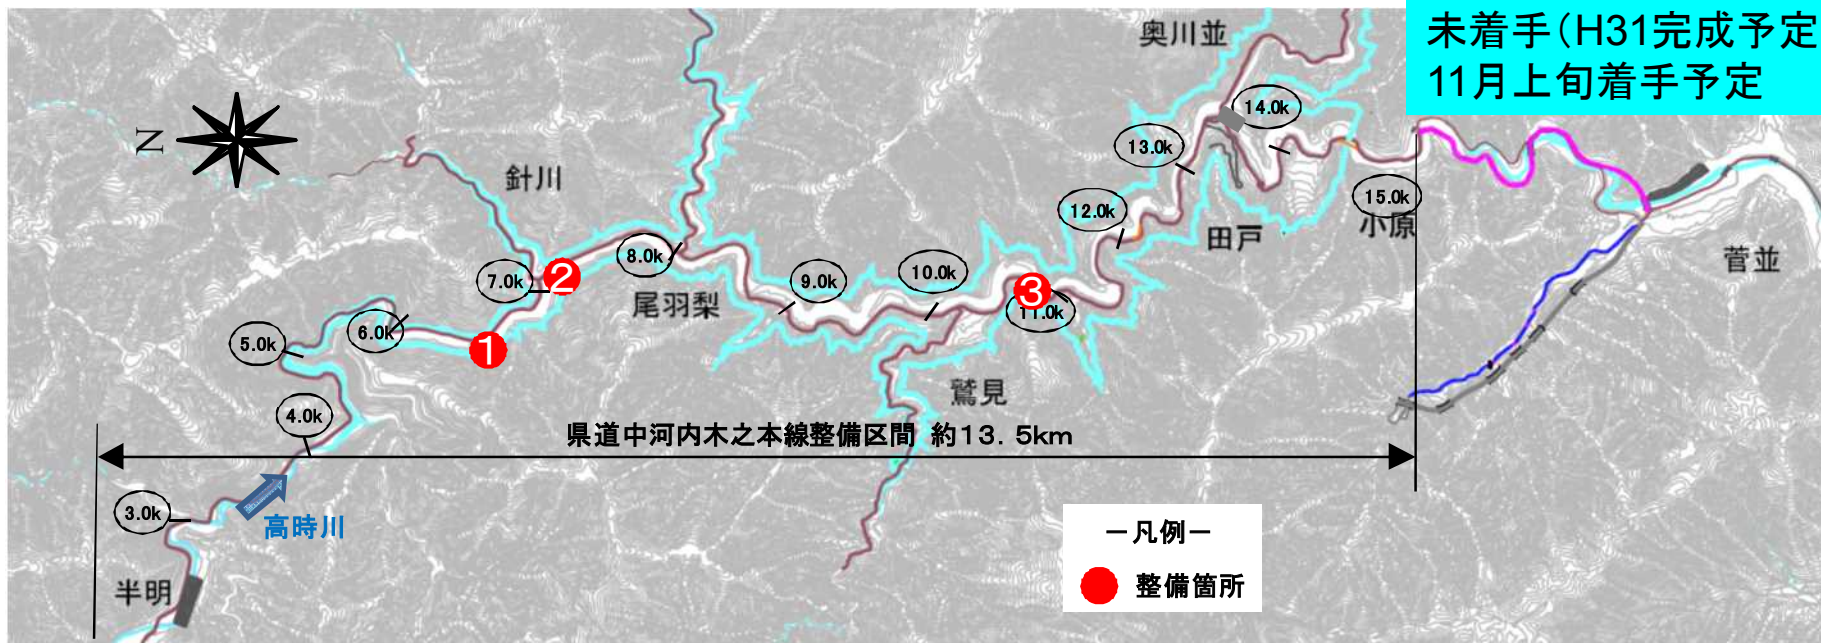 未着手（H31完成予定
11月上旬着手予定
奥川並
14.0k
N
13.0k
針川
15.0k
12.0k
小原
田戸
菅並
8.0k
7.0k
2
10.0k
9.0k
3
11.0k
尾羽梨
6.0k
5.0k
1
鷲見
4.0k
県道中河内木之本線整備区間 約13.5km
3.0k
高時川
半明
－凡例－
整備箇所